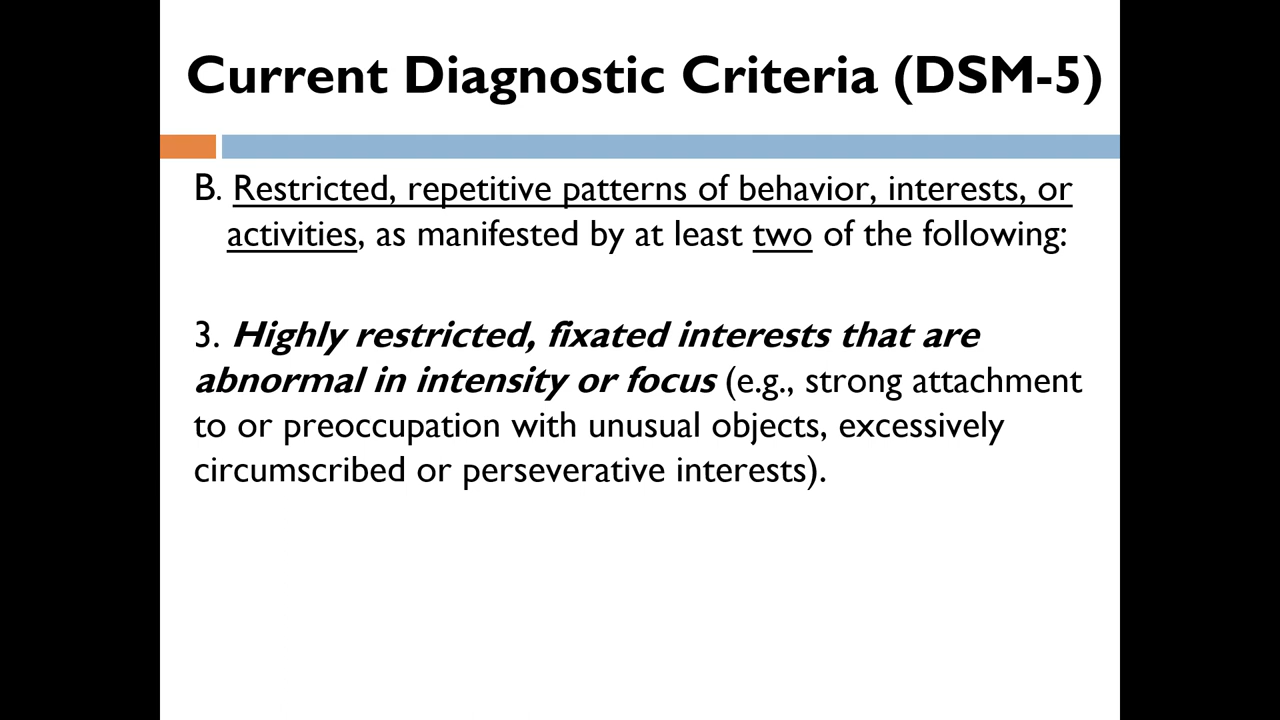 Current Diagnostic Criteria (DSM-5)
B. Restricted, repetitive patterns of behavior, interests, or
activities, as manifested by at least two of the following:
3. Highly restricted, fixated interests that are
abnormal in intensity or focus (e.g., strong attachment
to or preoccupation with unusual objects, excessively
circumscribed or perseverative interests).